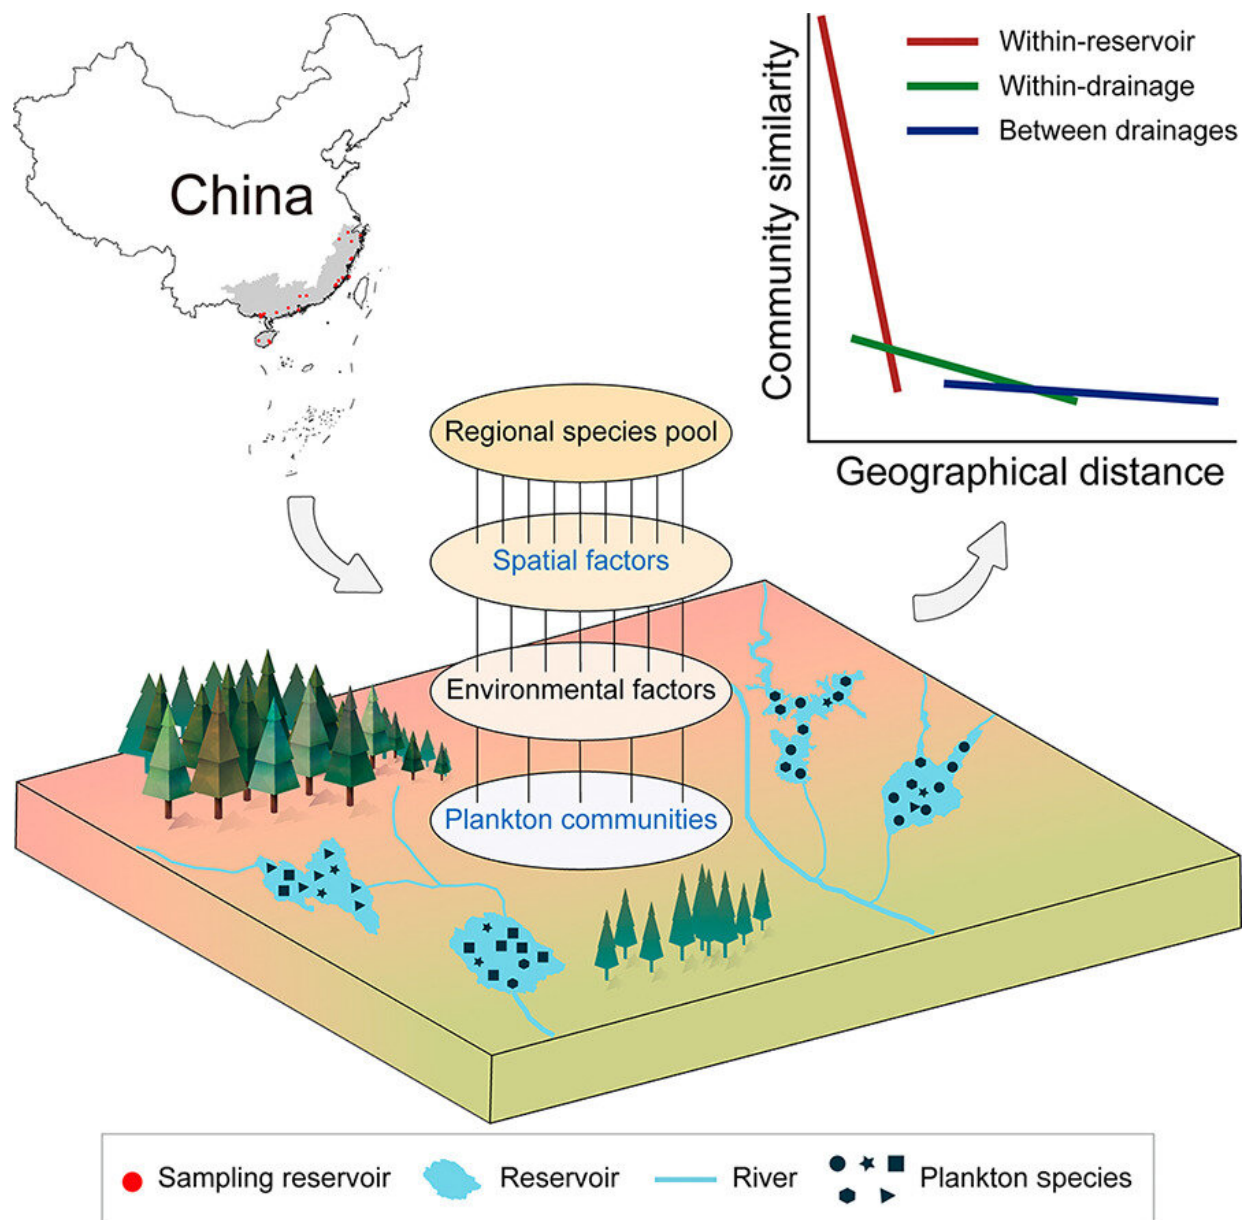 China
Community similarity
Within-reservoir
Within-drainage
Between drainages
Geographical distance
Regional species pool
Spatial factors
Environmental factors
Plankton communities
Sampling reservoir
Reservoir
River
Plankton species